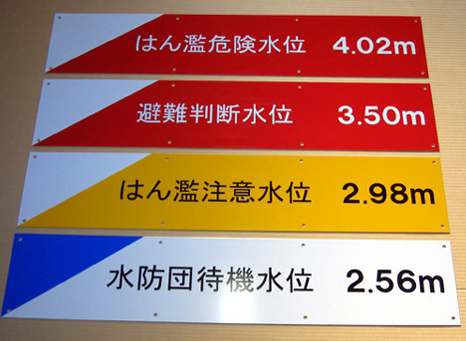 はん濫危険水位 4.02m
避難判断水位 3.50m
はん濫注意水位 2.98m
水防団待機水位 2.56m